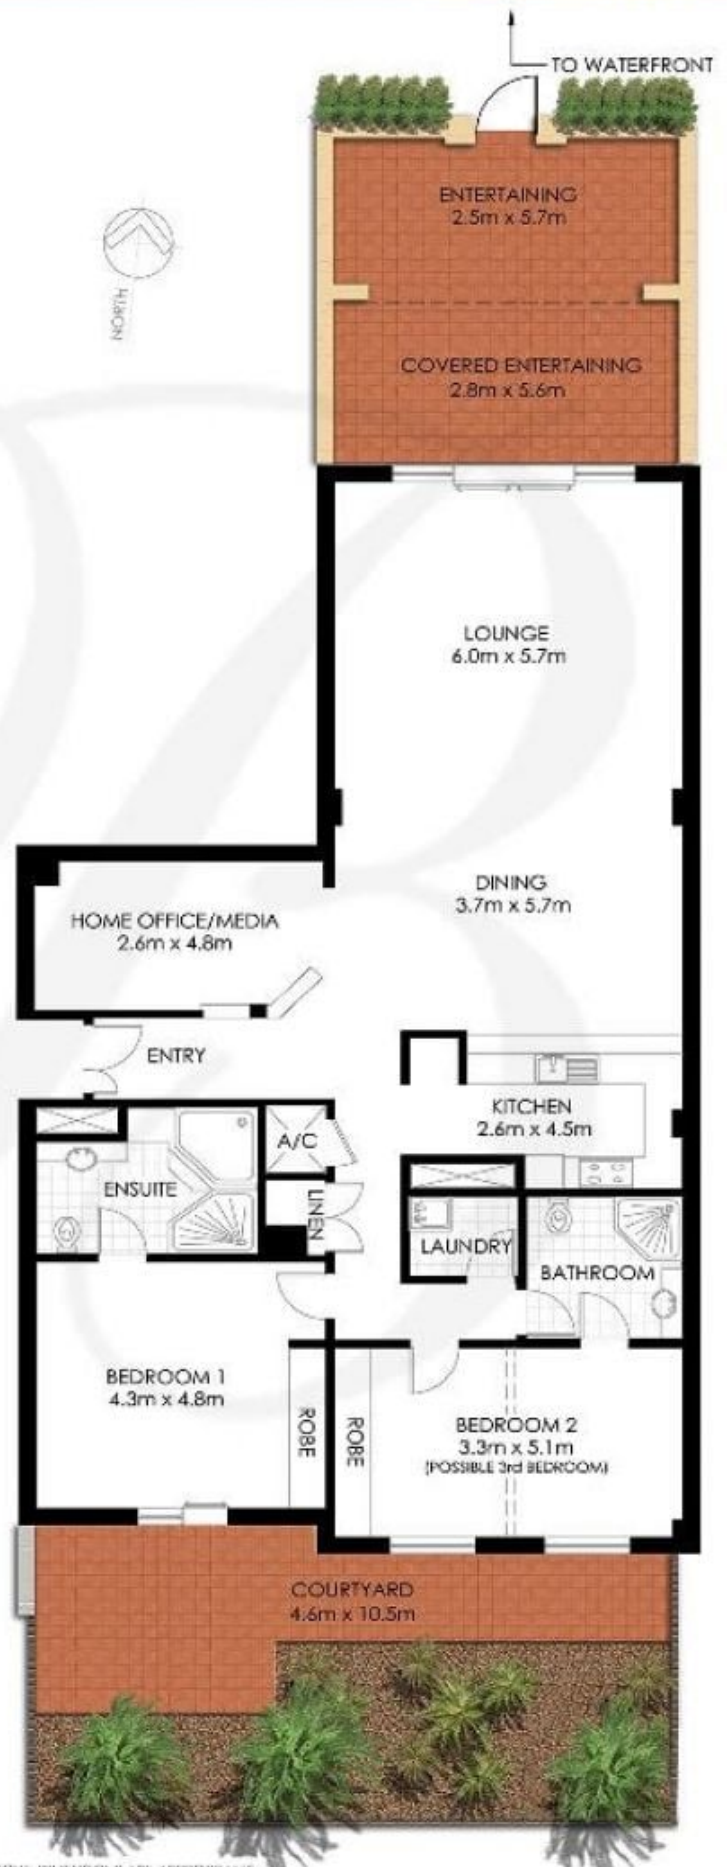 TO WATERFRONT
ENTERTAINING
2.5m x 5.7m
NORTH
COVERED ENTERTAINING
2.8m x 5.6m
LOUNGE
6.0m x 5.7m
DINING
3.7m x 5.7m
HOME OFFICE/MEDIA
2.6m x 4.8m
ENTRY
KITCHEN
2.6m x 4.5m
A/C
ENSUITE
LINEN
LAUNDRY
BATHROOM
BEDROOM 1
4.3m x 4.8m
ROBE
ROBE
BEDROOM 2
3.3m x 5.1m
(POSSIBLE 3rd BEDROOM)
COURTYARD
4.6m x 10.5m